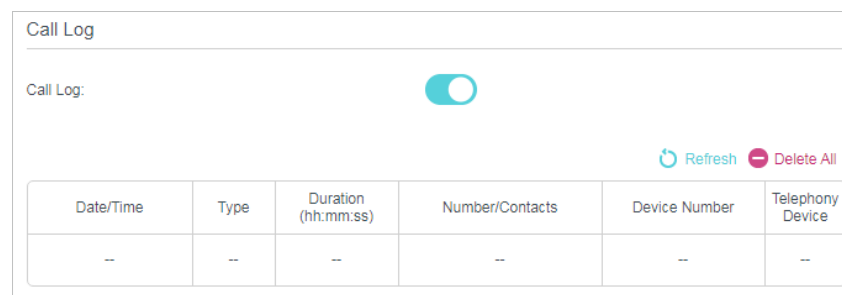 Call Log
Call Log:
Refresh Delete All
Date/Time Type Duration (hh:mm:ss) Number/Contacts Device Number Telephony Device
-- -- -- -- -- --